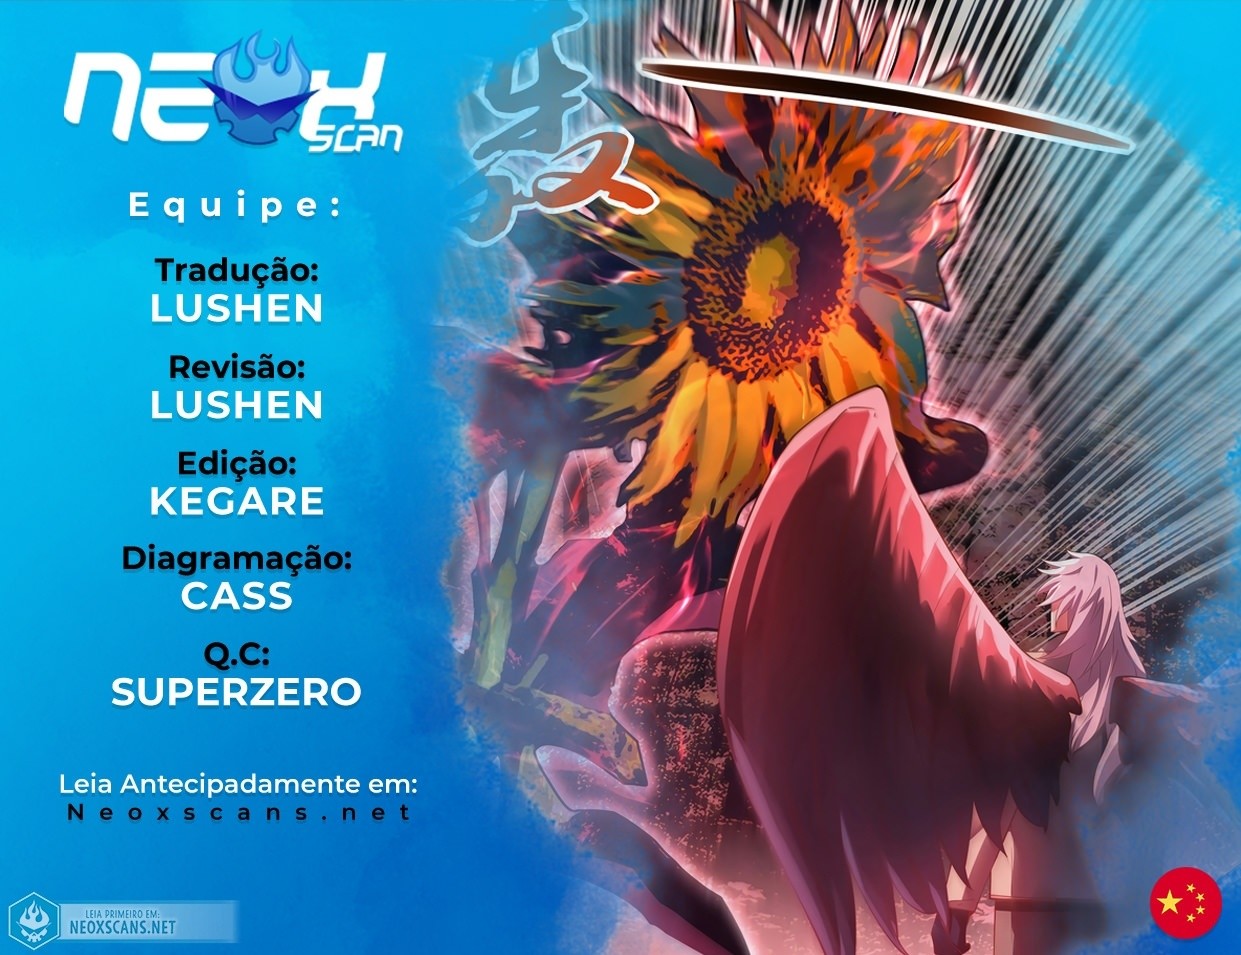 NEOX
SCAN
Equipe:
Tradução:
LUSHEN
Revisão:
LUSHEN
Edição:
KEGARE
Diagramação:
CASS
Q.C:
SUPERZERO
Leia Antecipadamente em:
Neoxscans.net
LEIA PRIMEIRO EM:
NEOXSCANS.NET